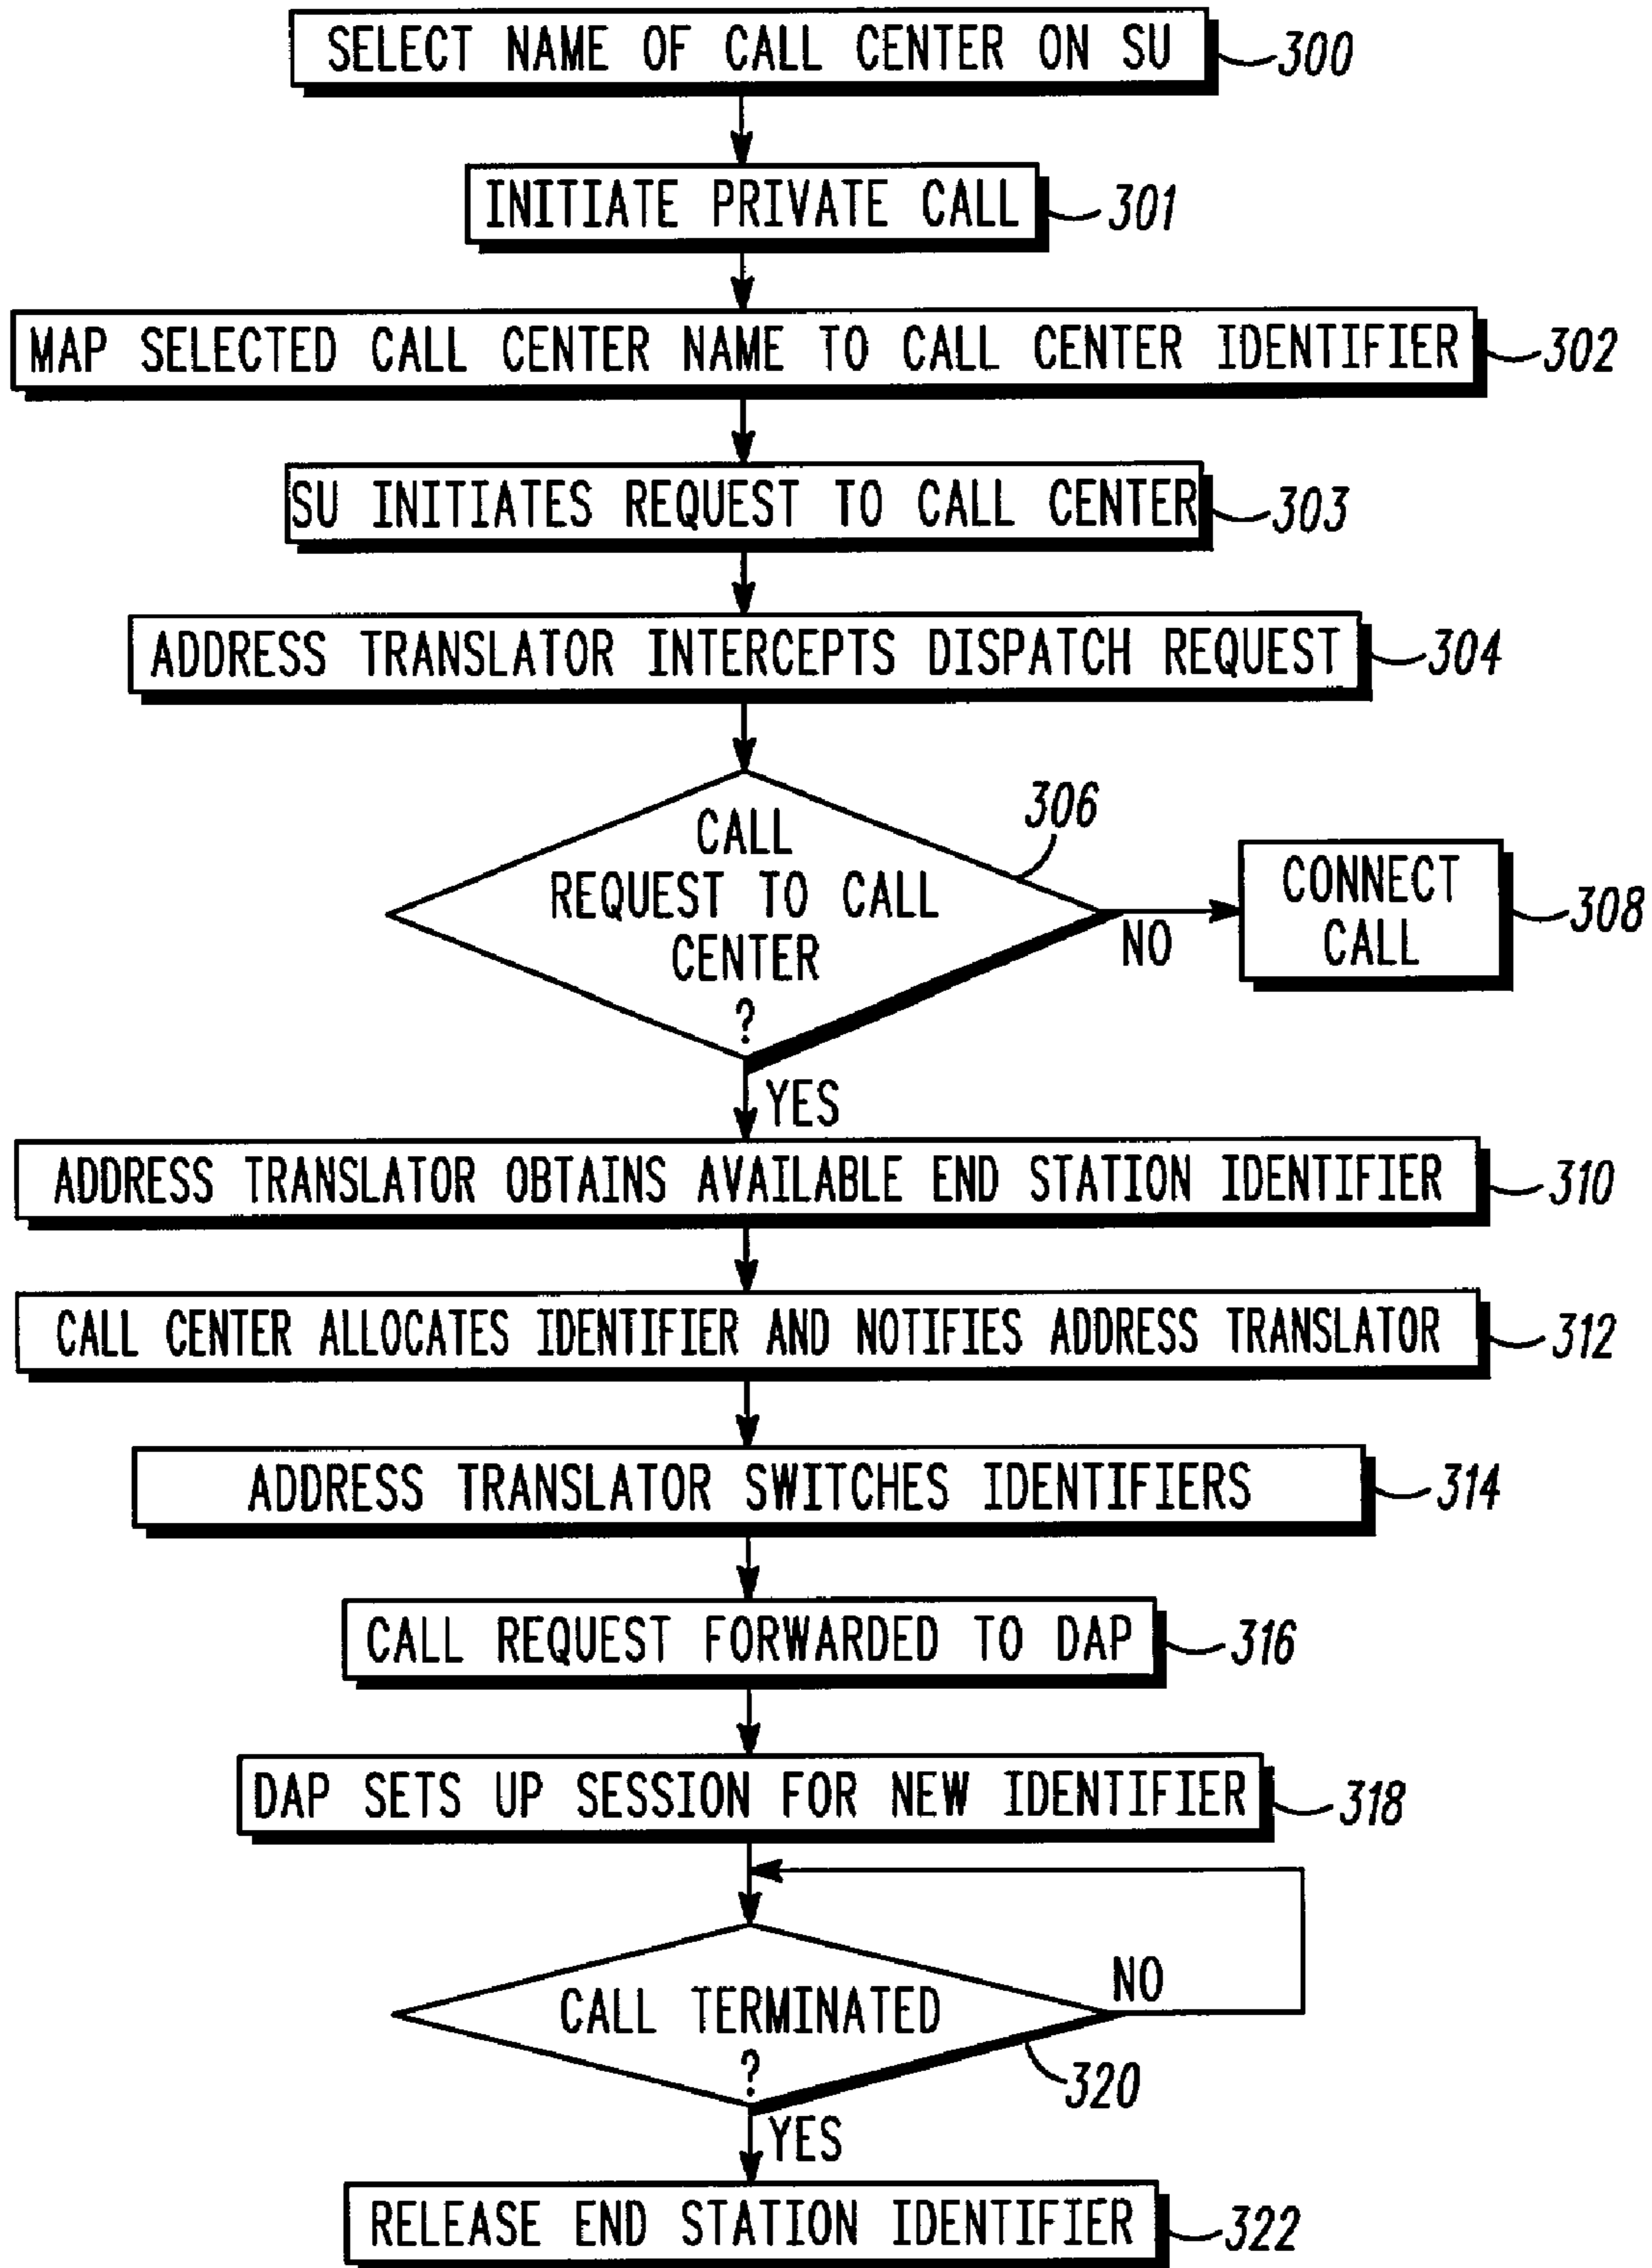 SELECT NAME OF CALL CENTER ON SU
300
INITIATE PRIVATE CALL
301
MAP SELECTED CALL CENTER NAME TO CALL CENTER IDENTIFIER
302
SU INITIATES REQUEST TO CALL CENTER
303
ADDRESS TRANSLATOR INTERCEPTS DISPATCH REQUEST
304
CALL
REQUEST TO CALL
CENTER
?
306
NO
CONNECT
CALL
308
YES
ADDRESS TRANSLATOR OBTAINS AVAILABLE END STATION IDENTIFIER
310
CALL CENTER ALLOCATES IDENTIFIER AND NOTIFIES ADDRESS TRANSLATOR
312
ADDRESS TRANSLATOR SWITCHES IDENTIFIERS
314
CALL REQUEST FORWARDED TO DAP
316
DAP SETS UP SESSION FOR NEW IDENTIFIER
318
CALL TERMINATED
?
NO
320
YES
RELEASE END STATION IDENTIFIER
322